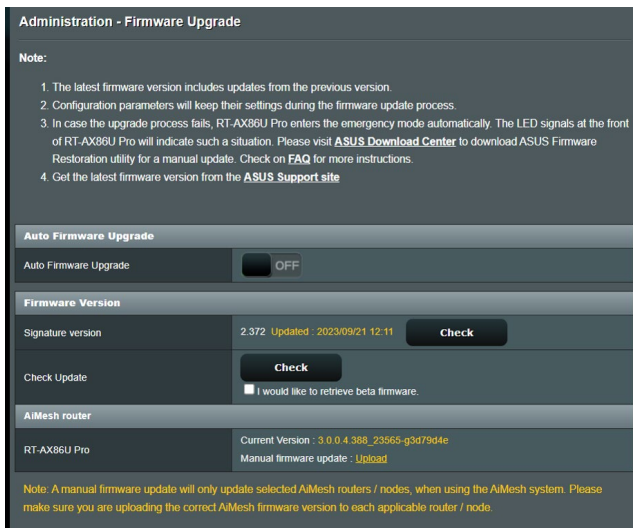 Administration - Firmware Upgrade
Note:
1. The latest firmware version includes updates from the previous version.
2. Configuration parameters will keep their settings during the firmware update process.
3. In case the upgrade process fails, RT-AX86U Pro enters the emergency mode automatically. The LED signals at the front
of RT-AX86U Pro will indicate such a situation. Please visit ASUS Download Center to download ASUS Firmware
Restoration utility for a manual update. Check on FAQ for more instructions.
4. Get the latest firmware version from the ASUS Support site
Auto Firmware Upgrade
Auto Firmware Upgrade OFF
Firmware Version
Signature version 2.372 Updated : 2023/09/21 12:11 Check
Check Update Check
I would like to retrieve beta firmware.
AiMesh router
RT-AX86U Pro Current Version : 3.0.0.4.388_23565-g3d79d4e
Manual firmware update : Upload
Note: A manual firmware update will only update selected AiMesh routers / nodes, when using the AiMesh system. Please
make sure you are uploading the correct AiMesh firmware version to each applicable router / node.